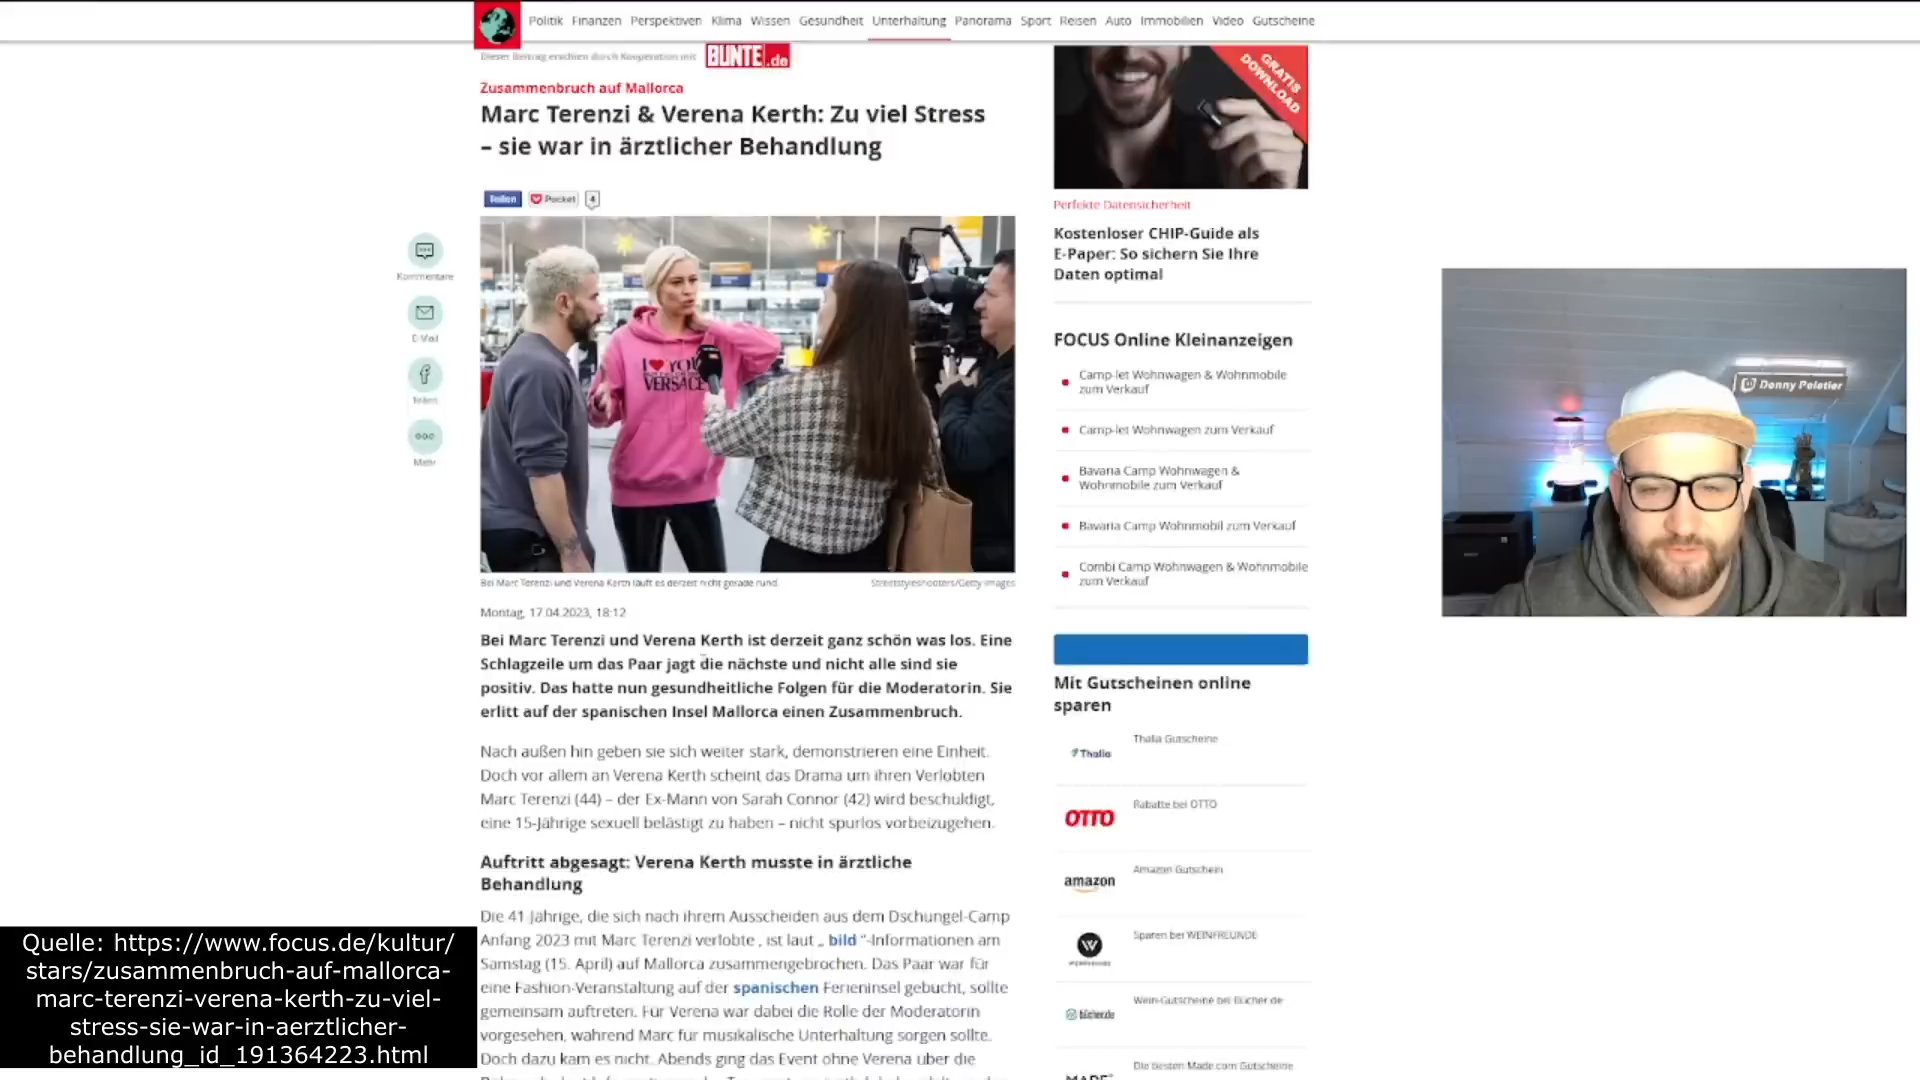 Politik Finanzen Perspektiven Klima Wissen Gesundheit Unterhaltung Panorama Sport Reisen Auto Immobilien Video Gutscheine
Dieser Beitrag erschien durch Kooperation mit BUNTE.de
Zusammenbruch auf Mallorca
Marc Terenzi & Verena Kerth: Zu viel Stress
– sie war in ärztlicher Behandlung
Teilen Pocket 4
Kommentare
E-Mail
Teilen
Mehr
I ❤ YOU
VERSACE
Bei Marc Terenzi und Verena Kerth läuft es derzeit nicht gerade rund.
Streetstyleshooters/Getty Images
Montag, 17.04.2023, 18:12
Bei Marc Terenzi und Verena Kerth ist derzeit ganz schön was los. Eine
Schlagzeile um das Paar jagt die nächste und nicht alle sind sie
positiv. Das hatte nun gesundheitliche Folgen für die Moderatorin. Sie
erlitt auf der spanischen Insel Mallorca einen Zusammenbruch.
Nach außen hin geben sie sich weiter stark, demonstrieren eine Einheit.
Doch vor allem an Verena Kerth scheint das Drama um ihren Verlobten
Marc Terenzi (44) – der Ex-Mann von Sarah Connor (42) wird beschuldigt,
eine 15-Jährige sexuell belästigt zu haben – nicht spurlos vorbeizugehen.
Auftritt abgesagt: Verena Kerth musste in ärztliche
Behandlung
Die 41-Jährige, die sich nach ihrem Ausscheiden aus dem Dschungel-Camp
Anfang 2023 mit Marc Terenzi verlobte , ist laut „ bild “-Informationen am
Samstag (15. April) auf Mallorca zusammengebrochen. Das Paar war für
eine Fashion-Veranstaltung auf der spanischen Ferieninsel gebucht, sollte
gemeinsam auftreten. Für Verena war dabei die Rolle der Moderatorin
vorgesehen, während Marc für musikalische Unterhaltung sorgen sollte.
Doch dazu kam es nicht. Abends ging das Event ohne Verena über die
GRATIS
DOWNLOAD
Perfekte Datensicherheit
Kostenloser CHIP-Guide als
E-Paper: So sichern Sie Ihre
Daten optimal
FOCUS Online Kleinanzeigen
Camp-let Wohnwagen & Wohnmobile
zum Verkauf
Camp-let Wohnwagen zum Verkauf
Bavaria Camp Wohnwagen &
Wohnmobile zum Verkauf
Bavaria Camp Wohnmobil zum Verkauf
Combi Camp Wohnwagen & Wohnmobile
zum Verkauf
Mit Gutscheinen online
sparen
Thalia Thalia Gutscheine
OTTO Rabatte bei OTTO
amazon Amazon Gutschein
W Sparen bei WEINFREUNDE
bücher.de Wein-Gutscheine bei Bücher.de
MADE Die besten Made.com Gutscheine
Donny Peletier
Quelle: https://www.focus.de/kultur/
stars/zusammenbruch-auf-mallorca-
marc-terenzi-verena-kerth-zu-viel-
stress-sie-war-in-aerztlicher-
behandlung_id_191364223.html